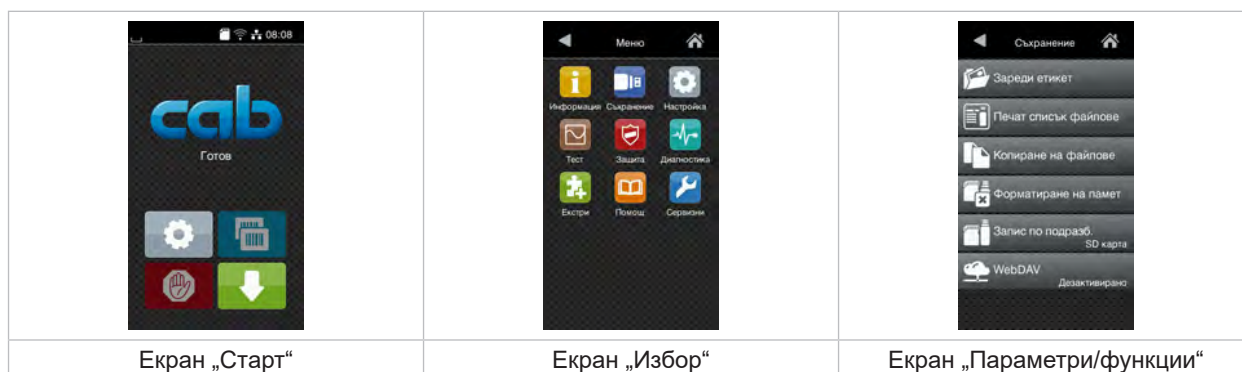 08:08
cab
Готов
Меню
Информация Съхранение Настройка
Тест Защита Диагностика
Екстри Помощ Сервизни
Съхранение
Зареди етикет
Печат списък файлове
Копиране на файлове
Форматиране на памет
Запис по подразб.
SD карта
WebDAV
Дезактивирано
Екран „Старт“ Екран „Избор“ Екран „Параметри/функции“